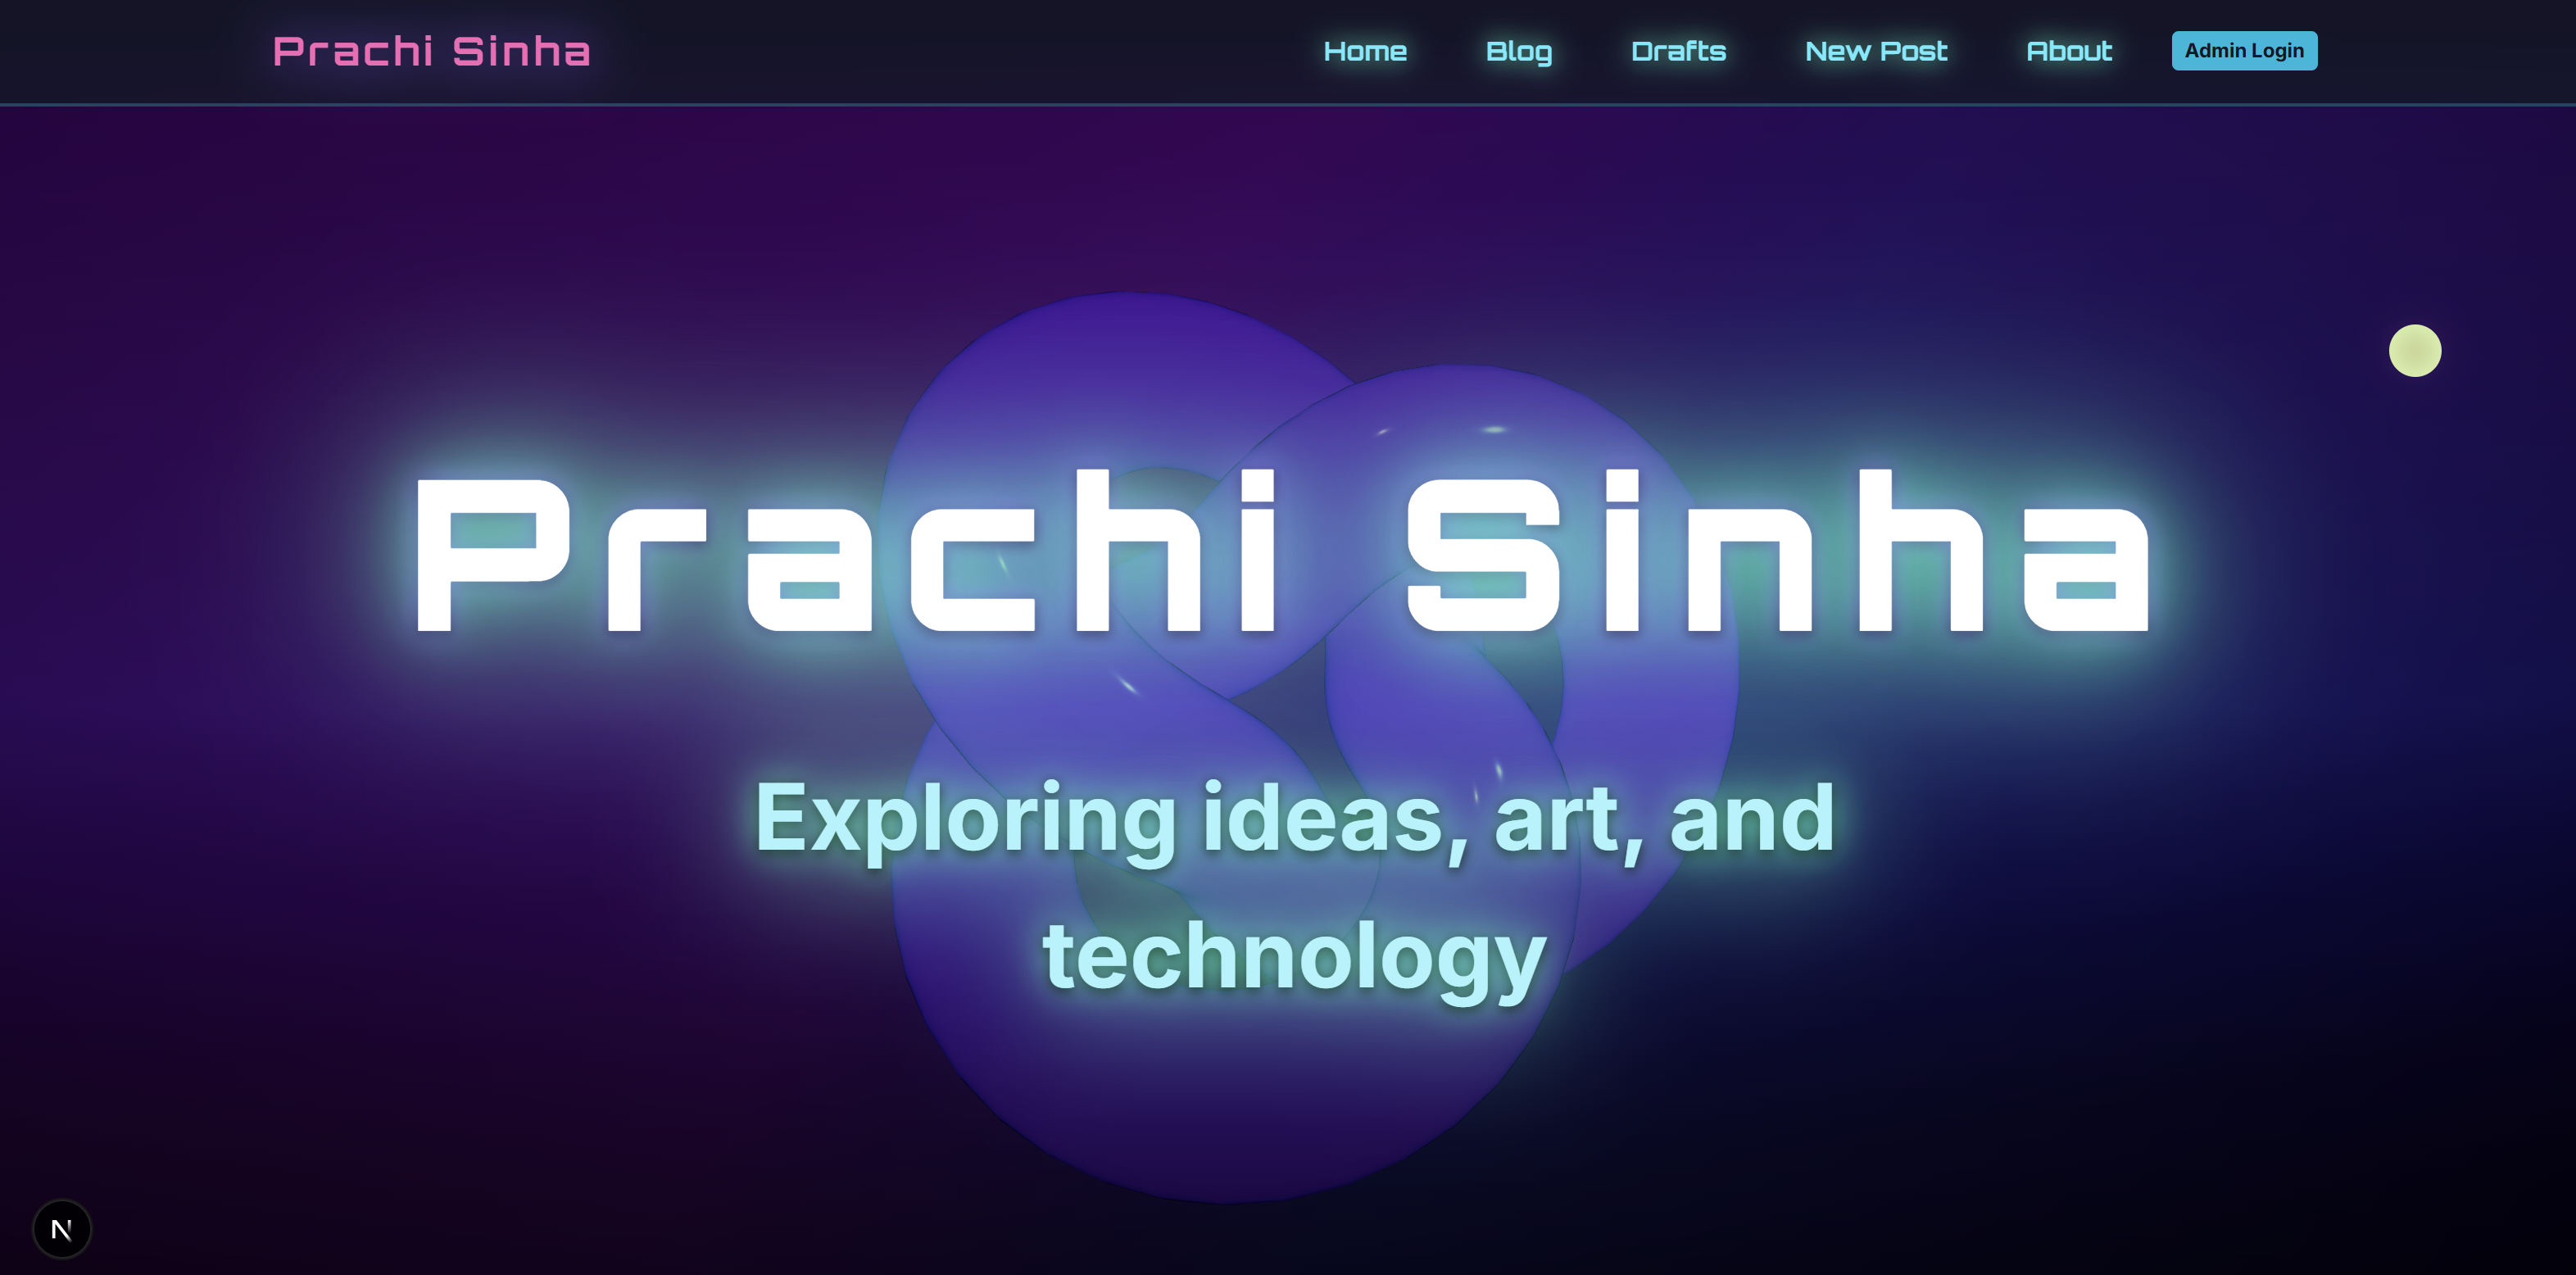 Prachi Sinha
Home Blog Drafts New Post About Admin Login
Prachi Sinha
Exploring ideas, art, and
technology
N